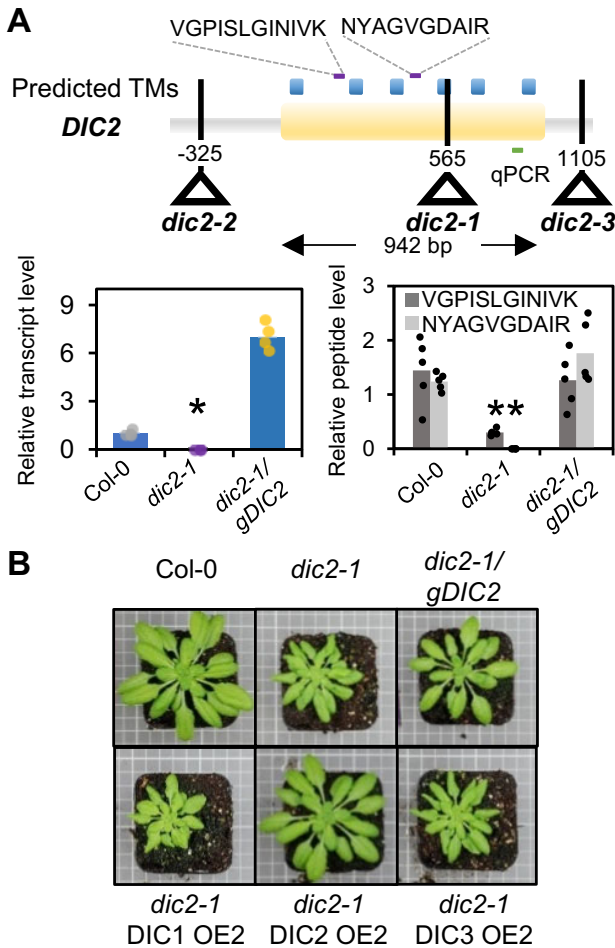 A
VGPISLGINIVK NYAGVGDAIR
Predicted TMs
DIC2
-325 565 1105
qPCR
dic2-2 dic2-1 dic2-3
942 bp
Relative transcript level
9
6
3
0
*
Col-0
dic2-1
dic2-1/
gDIC2
Relative peptide level
3
2
1
0
VGPISLGINIVK
NYAGVGDAIR
**
Col-0
dic2-1
dic2-1/
gDIC2
B
Col-0 dic2-1 dic2-1/
gDIC2
dic2-1 dic2-1 dic2-1
DIC1 OE2 DIC2 OE2 DIC3 OE2